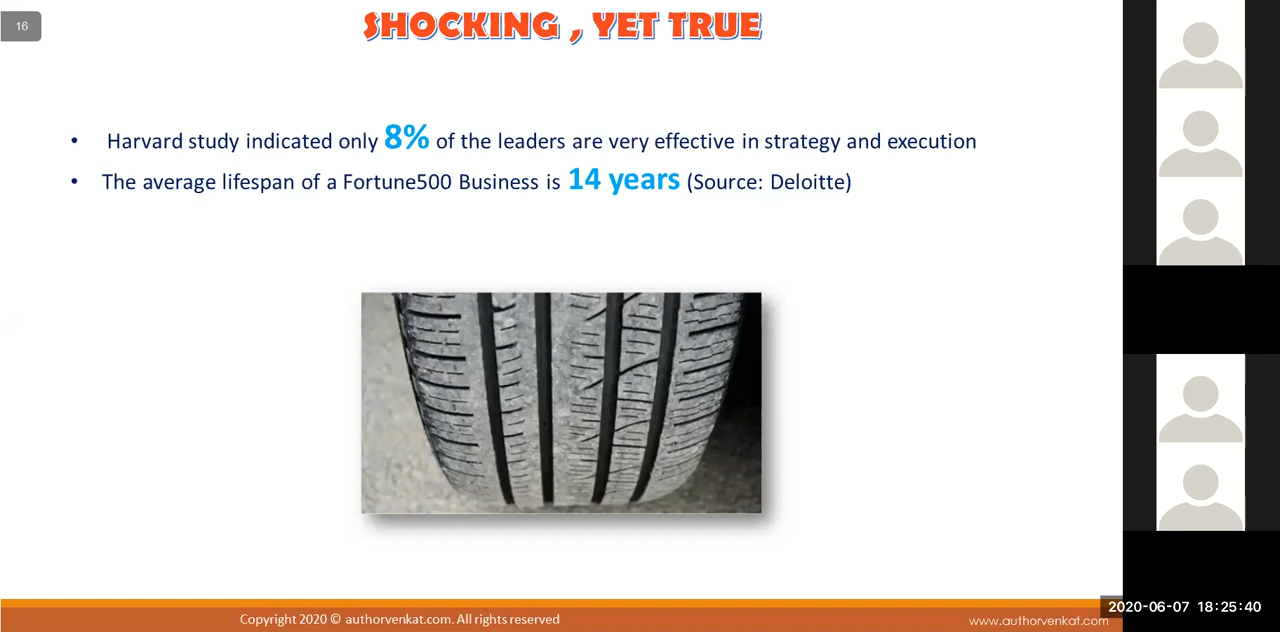 16
SHOCKING , YET TRUE
• Harvard study indicated only 8% of the leaders are very effective in strategy and execution
• The average lifespan of a Fortune500 Business is 14 years (Source: Deloitte)
Copyright 2020 © authorvenkat.com. All rights reserved
www.authorvenkat.com
2020-06-07 18:25:40